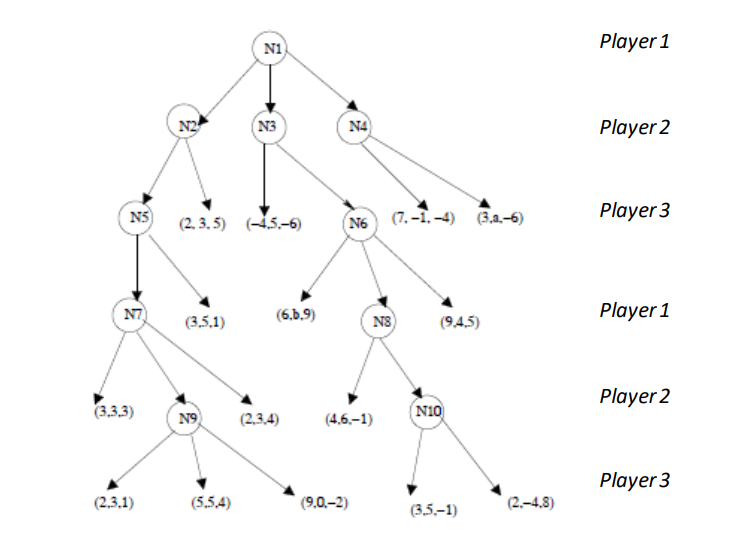 N1 Player 1
N2 N3 N4 Player 2
N5 (2, 3, 5) (−4,5,−6) N6 (7, −1, −4) (3,a,−6) Player 3
N7 (3,5,1) (6,b,9) N8 (9,4,5) Player 1
(3,3,3) N9 (2,3,4) (4,6,−1) N10 Player 2
(2,3,1) (5,5,4) (9,0,−2) (3,5,−1) (2,−4,8) Player 3